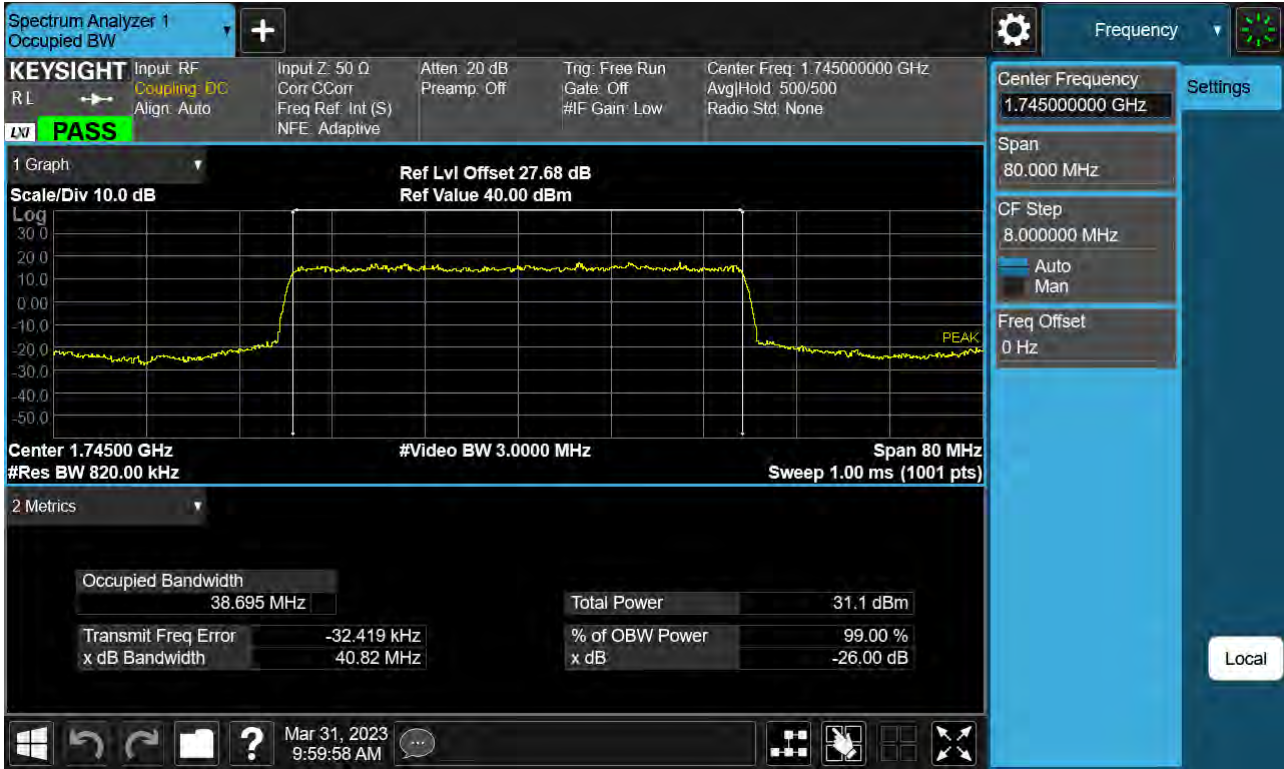 Spectrum Analyzer 1
Occupied BW
+
Frequency
KEYSIGHT
R L
LXI
PASS
Input: RF
Coupling: DC
Align: Auto
Input Z: 50 Ω
Corr CCorr
Freq Ref: Int (S)
NFE: Adaptive
Atten: 20 dB
Preamp: Off
Trig: Free Run
Gate: Off
#IF Gain: Low
Center Freq: 1.745000000 GHz
Avg|Hold: 500/500
Radio Std: None
Center Frequency
1.745000000 GHz
Settings
Span
80.000 MHz
CF Step
8.000000 MHz
Auto
Man
Freq Offset
0 Hz
Local
1 Graph
Scale/Div 10.0 dB
Ref Lvl Offset 27.68 dB
Ref Value 40.00 dBm
Log
30.0
20.0
10.0
0.00
-10.0
-20.0
-30.0
-40.0
-50.0
PEAK
Center 1.74500 GHz
#Video BW 3.0000 MHz
Span 80 MHz
#Res BW 820.00 kHz
Sweep 1.00 ms (1001 pts)
2 Metrics
Occupied Bandwidth
38.695 MHz
Transmit Freq Error -32.419 kHz
x dB Bandwidth 40.82 MHz
Total Power 31.1 dBm
% of OBW Power 99.00 %
x dB -26.00 dB
?
Mar 31, 2023
9:59:58 AM